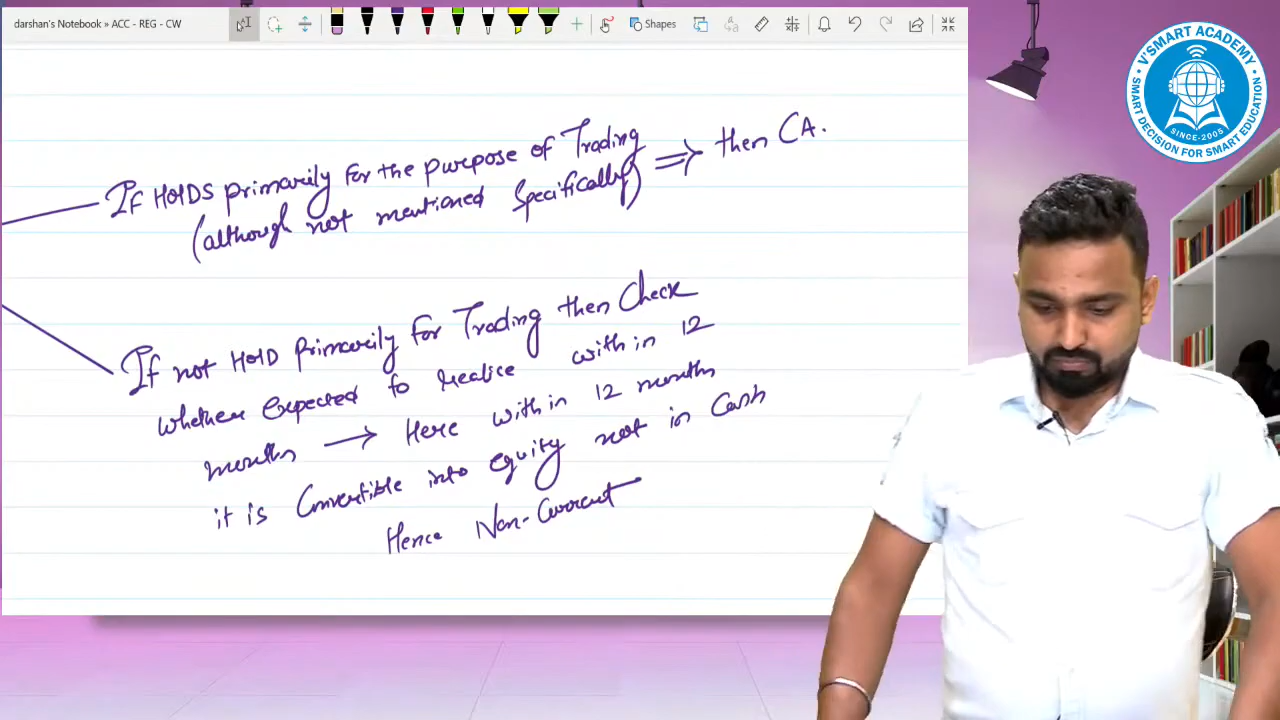 darshan's Notebook » ACC - REG - CW
Shapes
If HOlDS primarily for the purpose of Trading
(although not mentioned Specifically) ⇒ then CA.
If not HOlD Primarily for Trading then Check
whether Expected to realise within 12
months → Here within 12 months
it is Convertible into equity not in Cash
Hence Non-Current
V'SMART ACADEMY
SINCE-2005
SMART DECISION FOR SMART EDUCATION